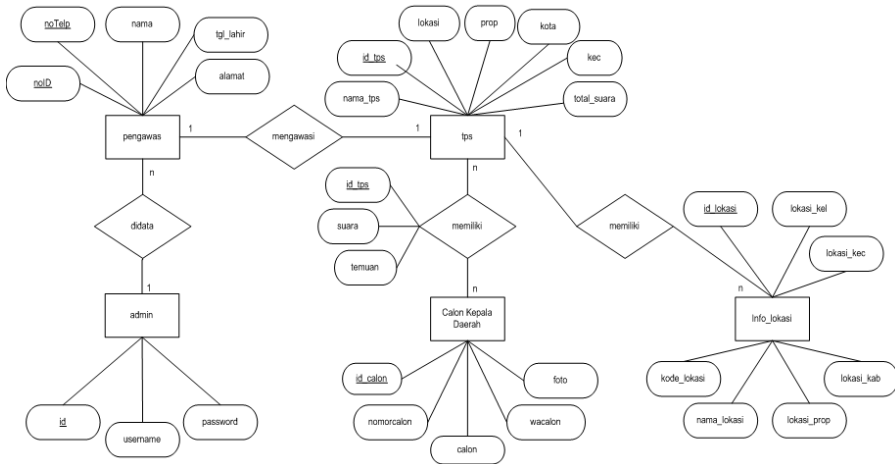 noTelp
nama
tgl_lahir
noID
alamat
lokasi
prop
kota
id_tps
kec
nama_tps
total_suara
pengawas
1
mengawasi
1
tps
1
n
n
id_tps
suara
temuan
didata
memiliki
memiliki
id_lokasi
lokasi_kel
lokasi_kec
1
n
n
admin
Calon Kepala
Daerah
Info_lokasi
id
username
password
id_calon
nomorcalon
calon
wacalon
foto
kode_lokasi
nama_lokasi
lokasi_prop
lokasi_kab